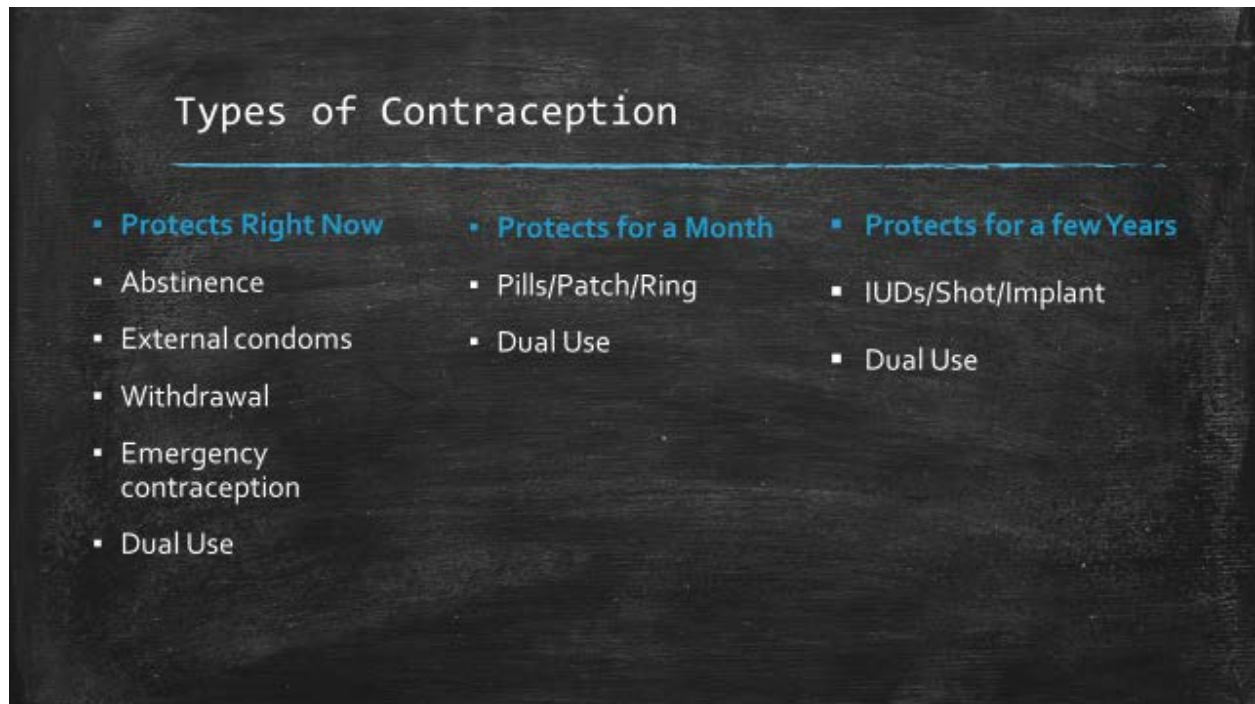 Types of Contraception
▪ Protects Right Now
▪ Abstinence
▪ External condoms
▪ Withdrawal
▪ Emergency
contraception
▪ Dual Use
▪ Protects for a Month
▪ Pills/Patch/Ring
▪ Dual Use
▪ Protects for a few Years
▪ IUDs/Shot/Implant
▪ Dual Use